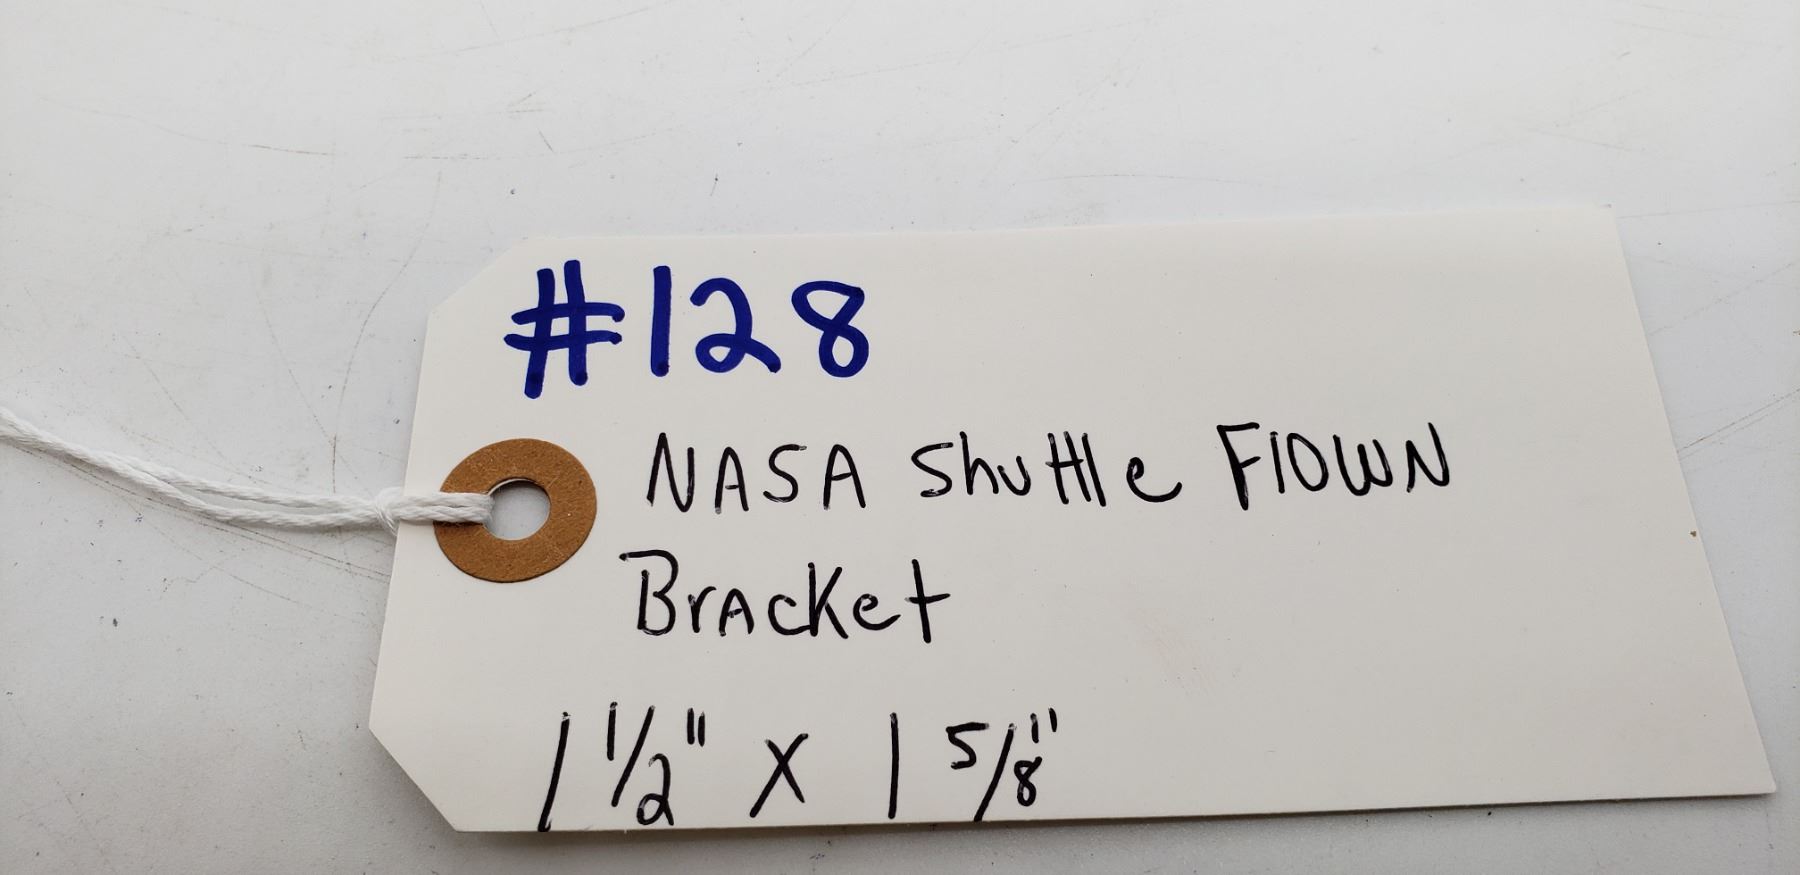 #128
NASA Shuttle Flown
Bracket
1 1/2" X 1 5/8"